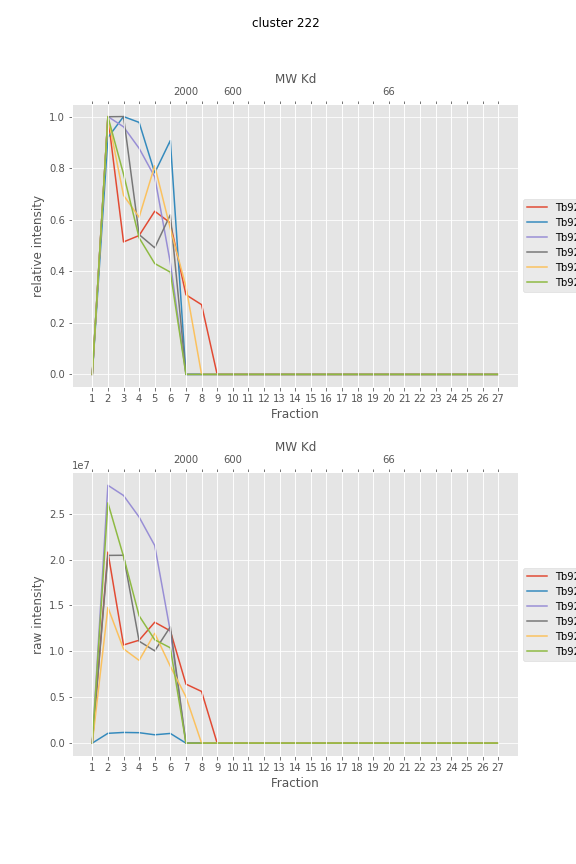 cluster 222
MW Kd
2000 600 66
1.0
0.8
0.6
0.4
0.2
0.0
relative intensity
Tb92
Tb92
Tb92
Tb92
Tb92
Tb92
1 2 3 4 5 6 7 8 9 10 11 12 13 14 15 16 17 18 19 20 21 22 23 24 25 26 27
Fraction
MW Kd
2000 600 66
1e7
2.5
2.0
1.5
1.0
0.5
0.0
raw intensity
Tb92
Tb92
Tb92
Tb92
Tb92
Tb92
1 2 3 4 5 6 7 8 9 10 11 12 13 14 15 16 17 18 19 20 21 22 23 24 25 26 27
Fraction